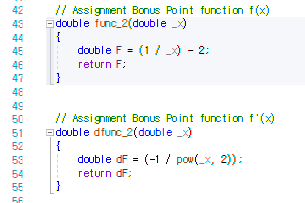 42 // Assignment Bonus Point function f(x)
43 double func_2(double _x)
44 {
45 double F = (1 / _x) - 2;
46 return F;
47 }
48
49
50 // Assignment Bonus Point function f'(x)
51 double dfunc_2(double _x)
52 {
53 double dF = (-1 / pow(_x, 2));
54 return dF;
55 }
56